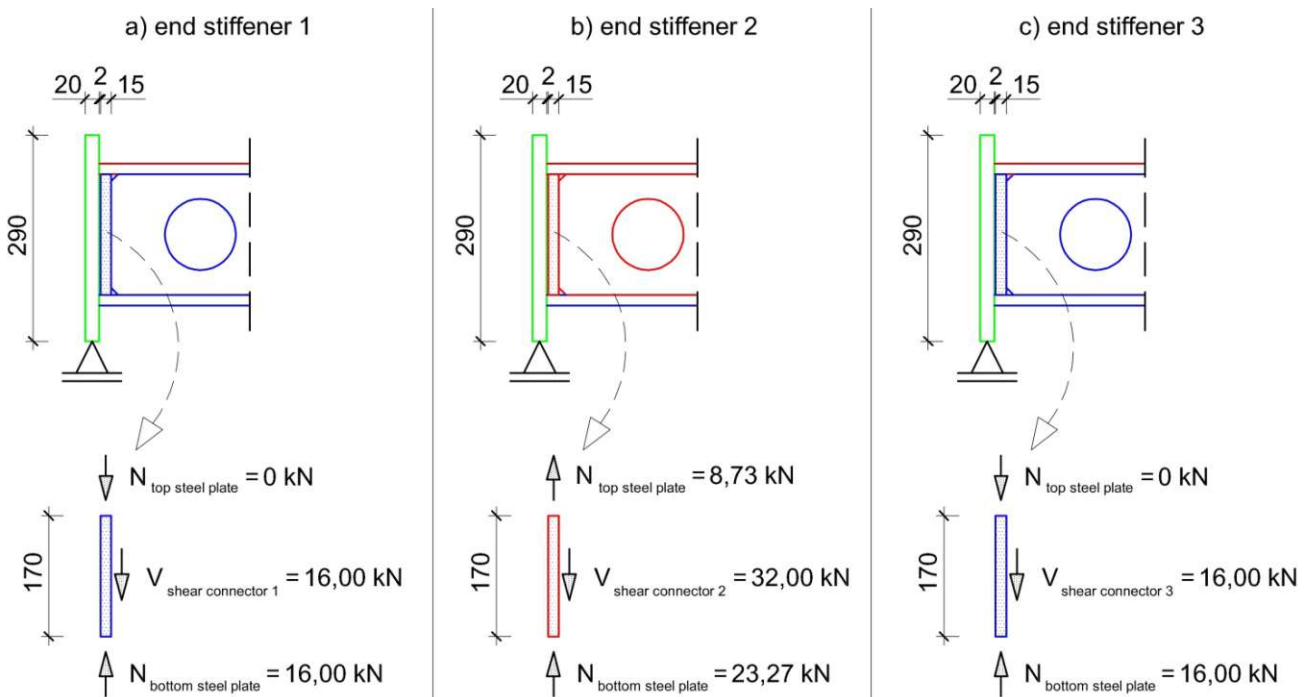 a) end stiffener 1
20 2 15
290
N top steel plate = 0 kN
170
V shear connector 1 = 16,00 kN
N bottom steel plate = 16,00 kN
b) end stiffener 2
20 2 15
290
N top steel plate = 8,73 kN
170
V shear connector 2 = 32,00 kN
N bottom steel plate = 23,27 kN
c) end stiffener 3
20 2 15
290
N top steel plate = 0 kN
170
V shear connector 3 = 16,00 kN
N bottom steel plate = 16,00 kN